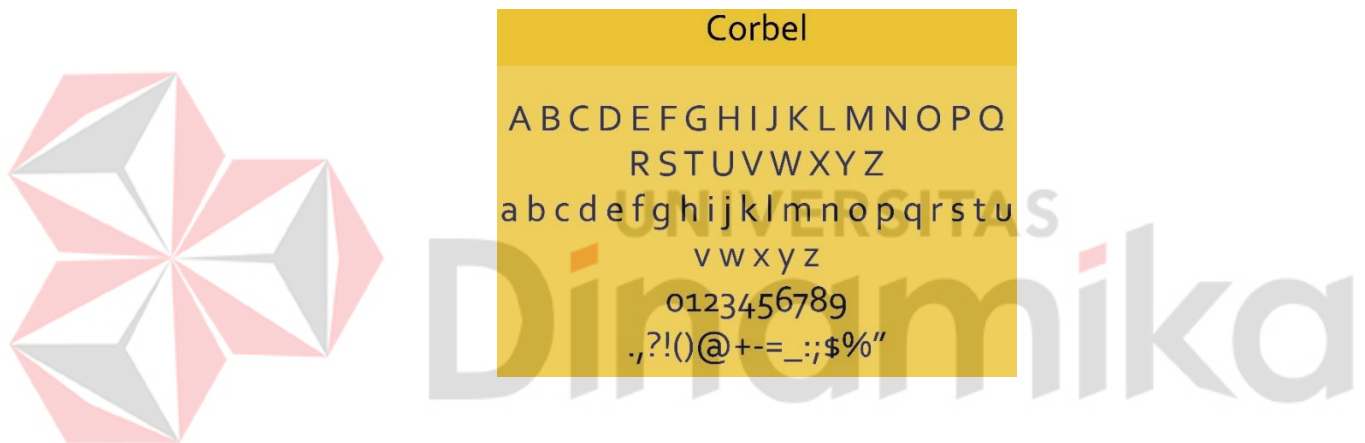 Corbel
A B C D E F G H I J K L M N O P Q
R S T U V W X Y Z
a b c d e f g h i j k l m n o p q r s t u
v w x y z
0123456789
.,?!()@+-=_:;$%"
UNIVERSITAS
Dinamika